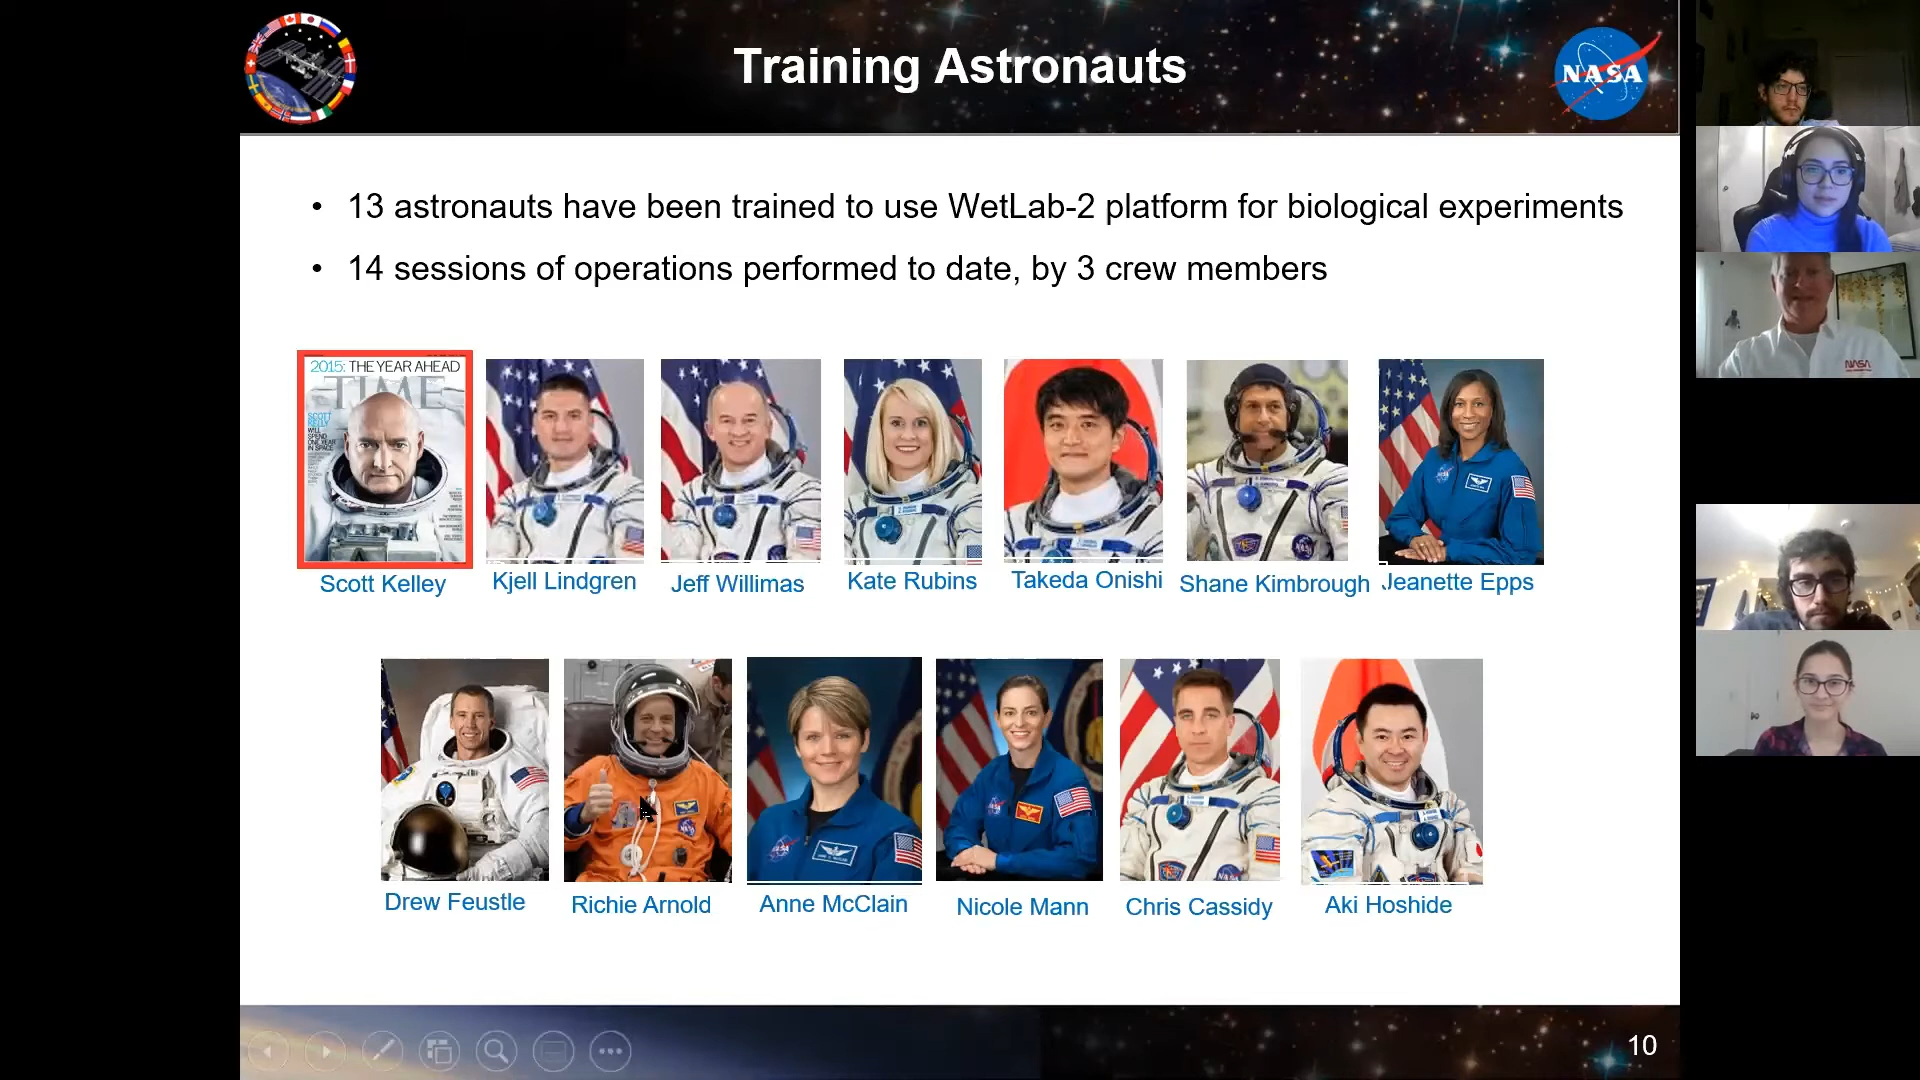 Training Astronauts
NASA
• 13 astronauts have been trained to use WetLab-2 platform for biological experiments
• 14 sessions of operations performed to date, by 3 crew members
2015: THE YEAR AHEAD
TIME
SCOTT
KELLY
WILL
SPEND
ONE YEAR
IN SPACE
Scott Kelley
Kjell Lindgren
Jeff Willimas
Kate Rubins
Takeda Onishi
Shane Kimbrough
Jeanette Epps
Drew Feustle
Richie Arnold
Anne McClain
Nicole Mann
Chris Cassidy
Aki Hoshide
10
NASA